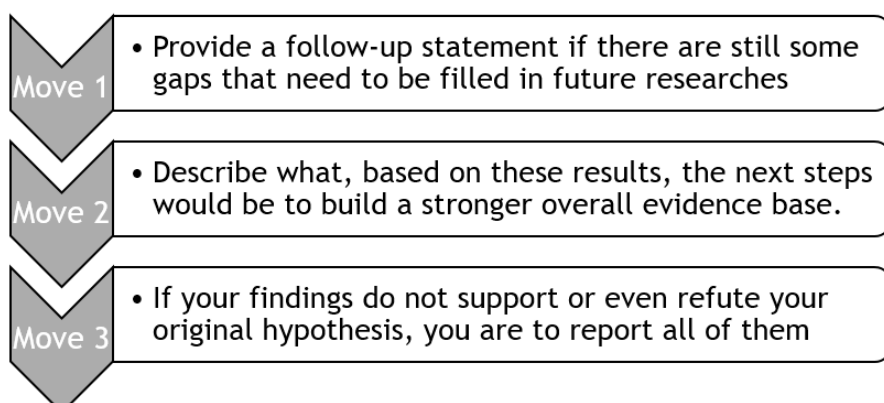 Move 1
• Provide a follow-up statement if there are still some
gaps that need to be filled in future researches
Move 2
• Describe what, based on these results, the next steps
would be to build a stronger overall evidence base.
Move 3
• If your findings do not support or even refute your
original hypothesis, you are to report all of them